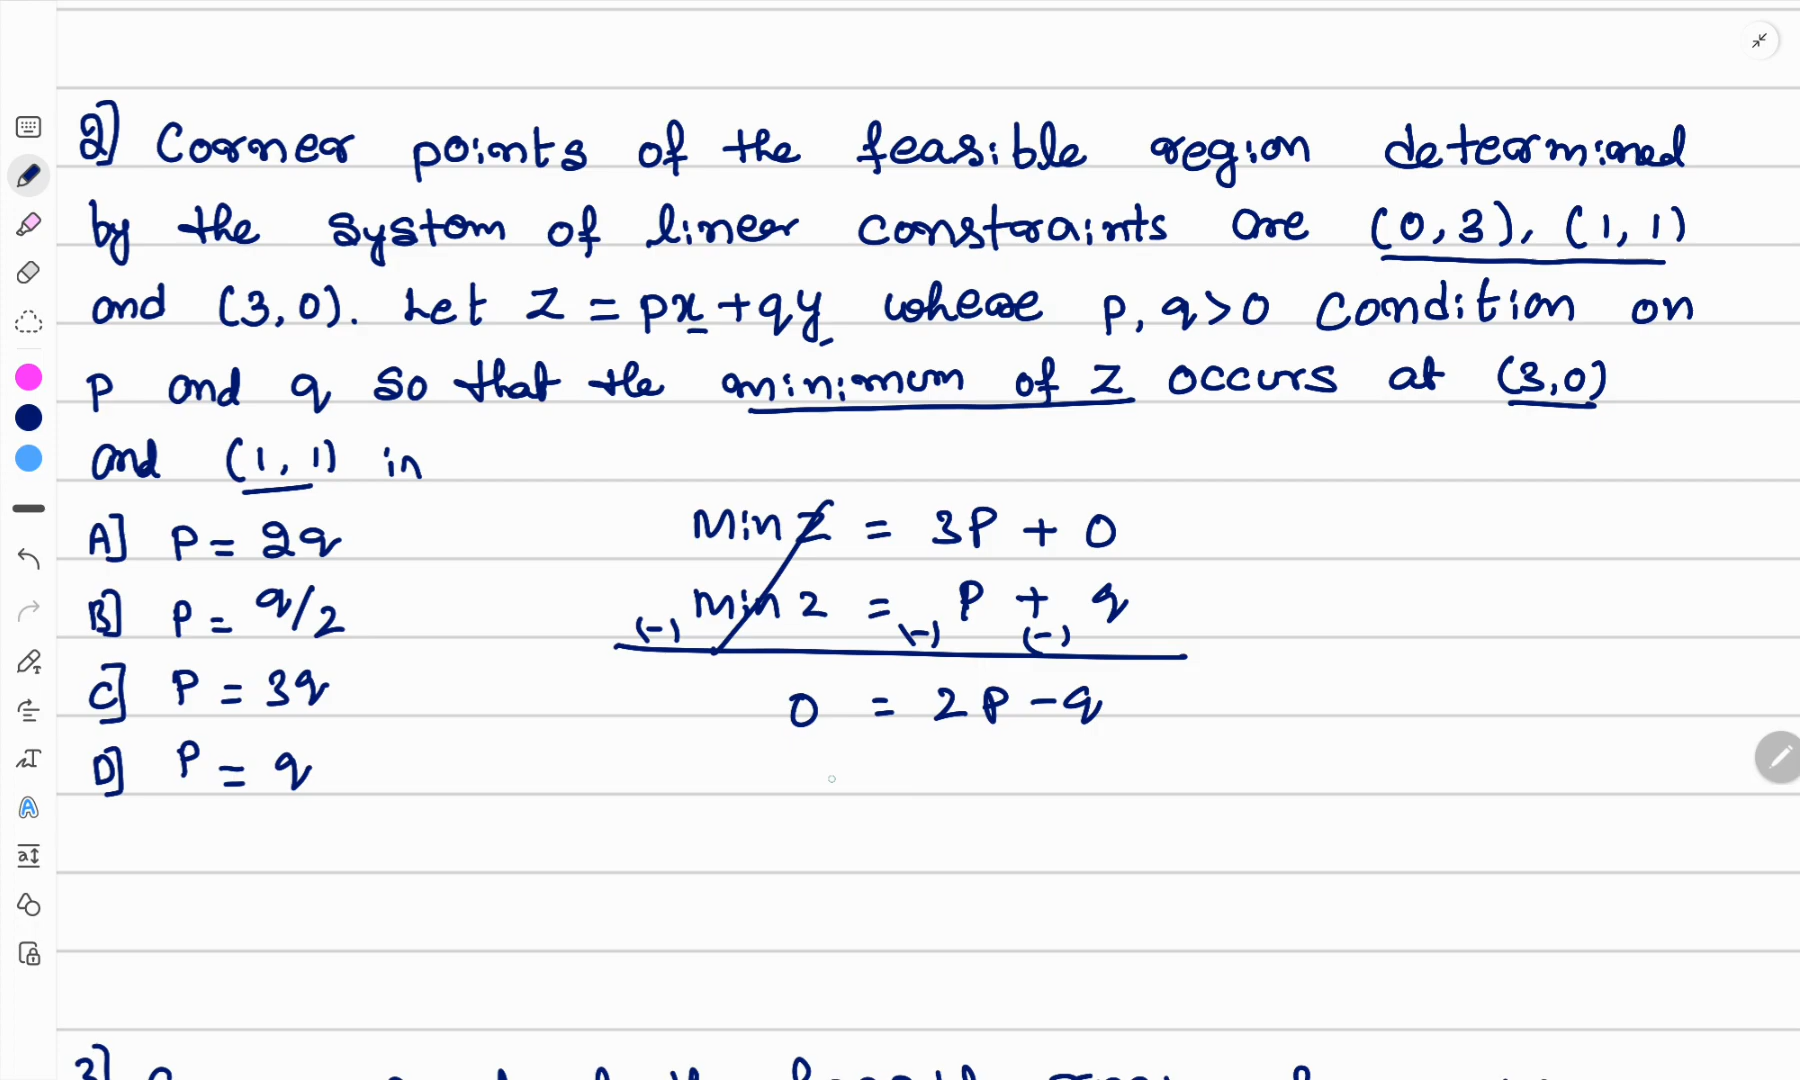 2] Corner points of the feasible region determined
by the system of linear constraints are (0,3), (1,1)
and (3,0). Let Z = px+qy where p, q>0 condition on
p and q so that the minimum of Z occurs at (3,0)
and (1,1) in
A] P = 2q
B] P = q/2
C] P = 3q
D] P = q
Min Z = 3P + 0
Min Z = P + q
(-) (-) (-)
0 = 2P - q
3]